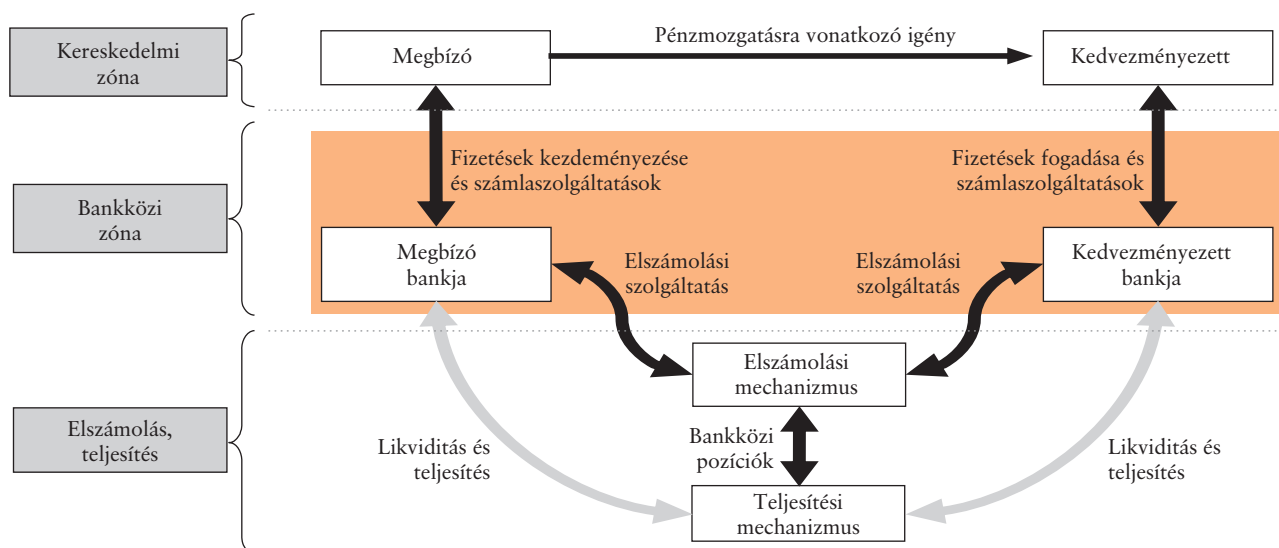 Kereskedelmi
zóna
Megbízó
Pénzmozgatásra vonatkozó igény
Kedvezményezett
Bankközi
zóna
Fizetések kezdeményezése
és számlaszolgáltatások
Fizetések fogadása és
számlaszolgáltatások
Megbízó
bankja
Elszámolási
szolgáltatás
Elszámolási
szolgáltatás
Kedvezményezett
bankja
Elszámolás,
teljesítés
Elszámolási
mechanizmus
Likviditás és
teljesítés
Bankközi
pozíciók
Likviditás és
teljesítés
Teljesítési
mechanizmus